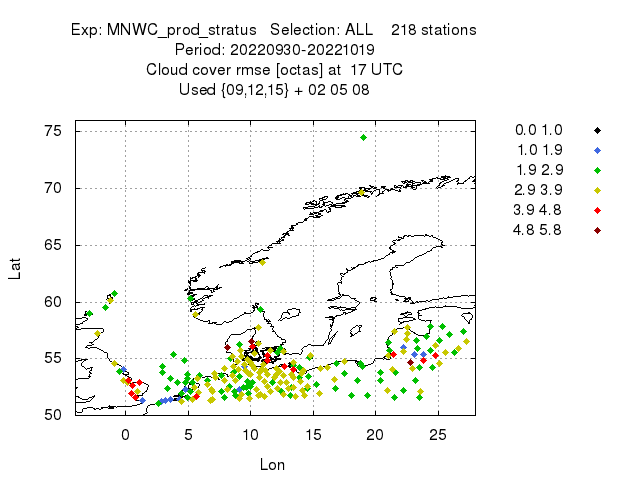 Exp: MNWC_prod_stratus   Selection: ALL    218 stations
Period: 20220930-20221019
Cloud cover rmse [octas] at  17 UTC
Used {09,12,15} + 02 05 08
0.0 1.0
1.0 1.9
1.9 2.9
2.9 3.9
3.9 4.8
4.8 5.8
75
70
65
60
55
50
Lat
0 5 10 15 20 25
Lon